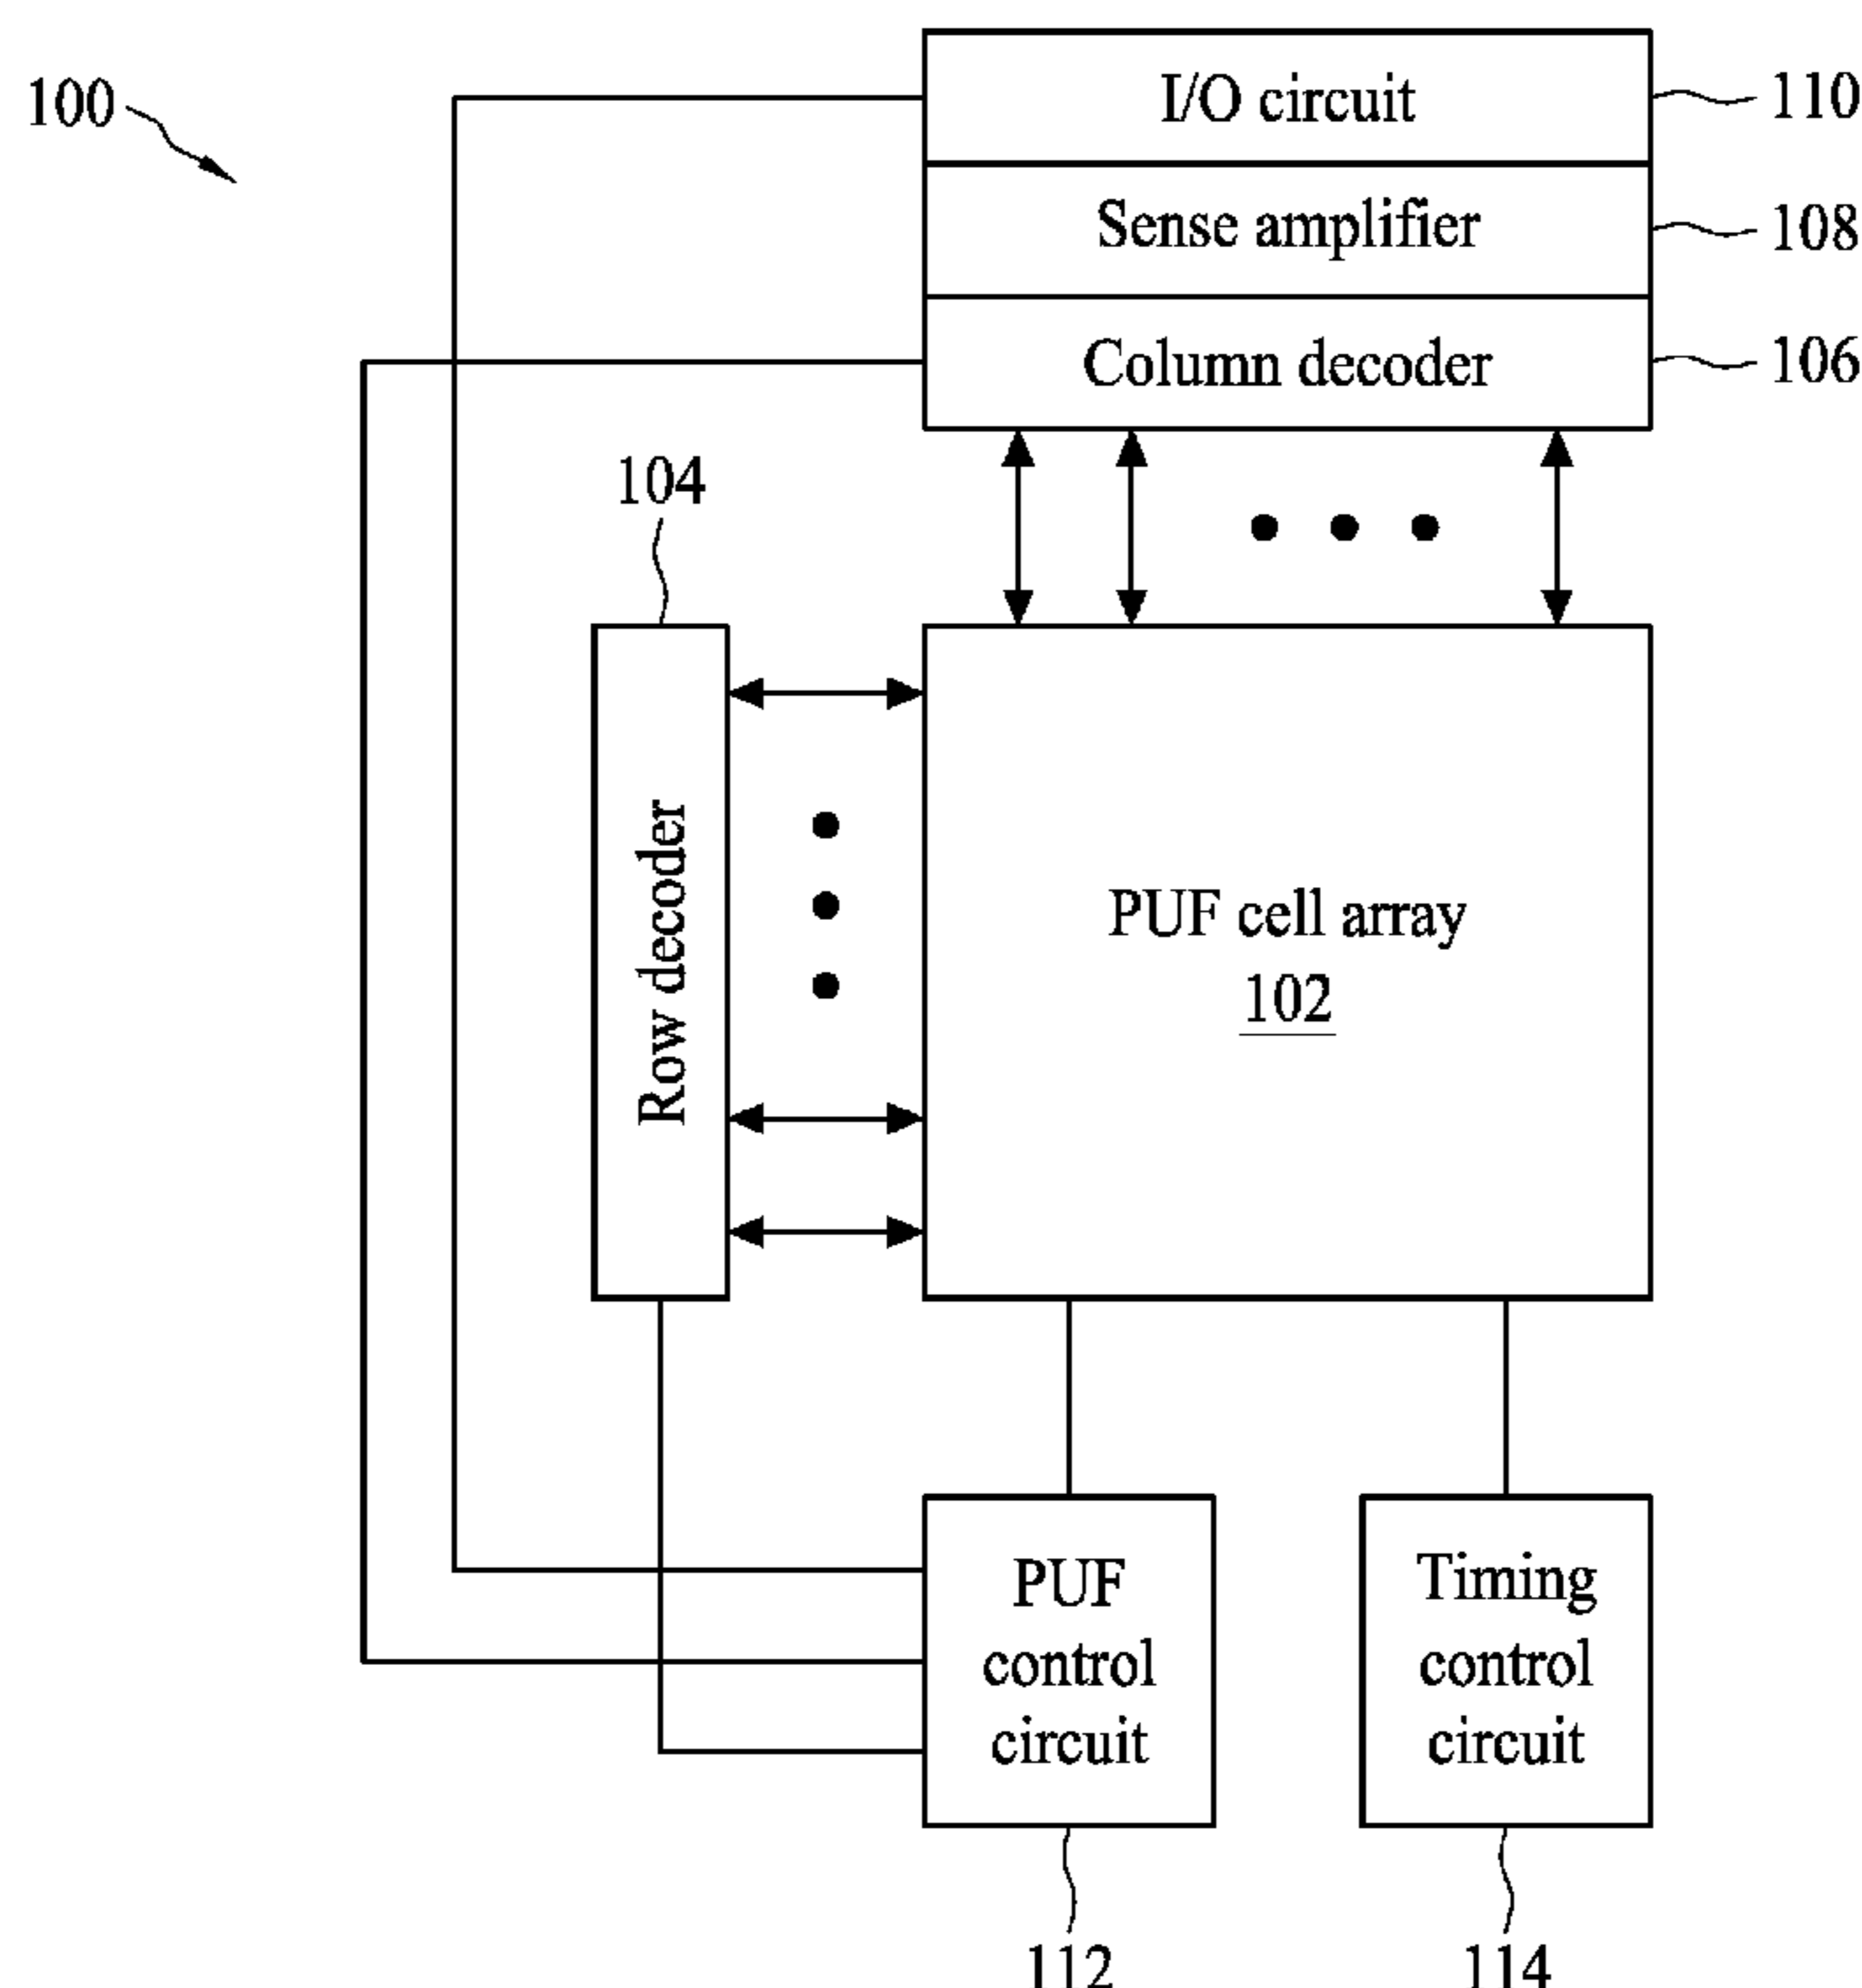 100
I/O circuit
110
Sense amplifier
108
Column decoder
106
104
Row decoder
PUF cell array
102
PUF
control
circuit
Timing
control
circuit
112
114